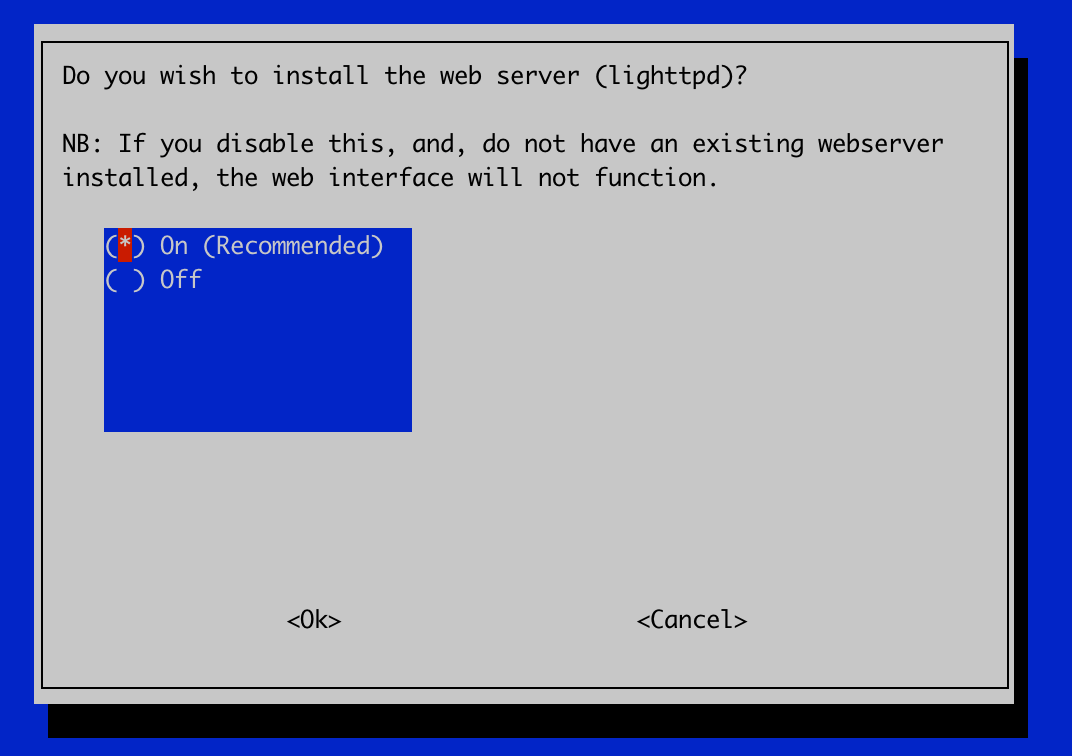 Do you wish to install the web server (lighttpd)?
NB: If you disable this, and, do not have an existing webserver
installed, the web interface will not function.
(*) On (Recommended)
( ) Off
<Ok> <Cancel>